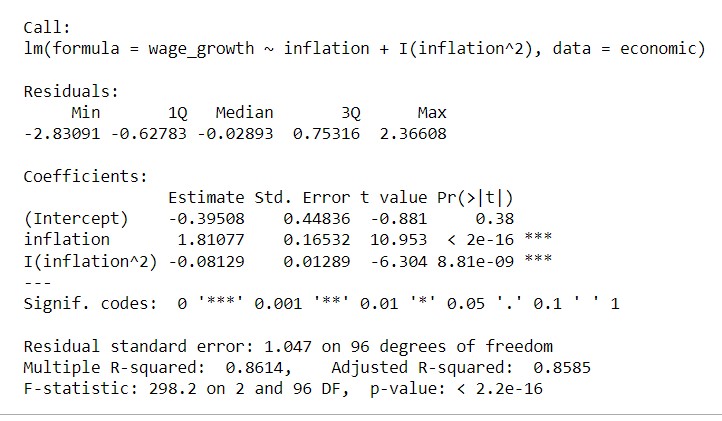 Call:
lm(formula = wage_growth ~ inflation + I(inflation^2), data = economic)
Residuals:
Min 1Q Median 3Q Max
-2.83091 -0.62783 -0.02893 0.75316 2.36608
Coefficients:
Estimate Std. Error t value Pr(>|t|)
(Intercept) -0.39508 0.44836 -0.881 0.38
inflation 1.81077 0.16532 10.953 < 2e-16 ***
I(inflation^2) -0.08129 0.01289 -6.304 8.81e-09 ***
---
Signif. codes: 0 '***' 0.001 '**' 0.01 '*' 0.05 '.' 0.1 ' ' 1
Residual standard error: 1.047 on 96 degrees of freedom
Multiple R-squared: 0.8614, Adjusted R-squared: 0.8585
F-statistic: 298.2 on 2 and 96 DF, p-value: < 2.2e-16